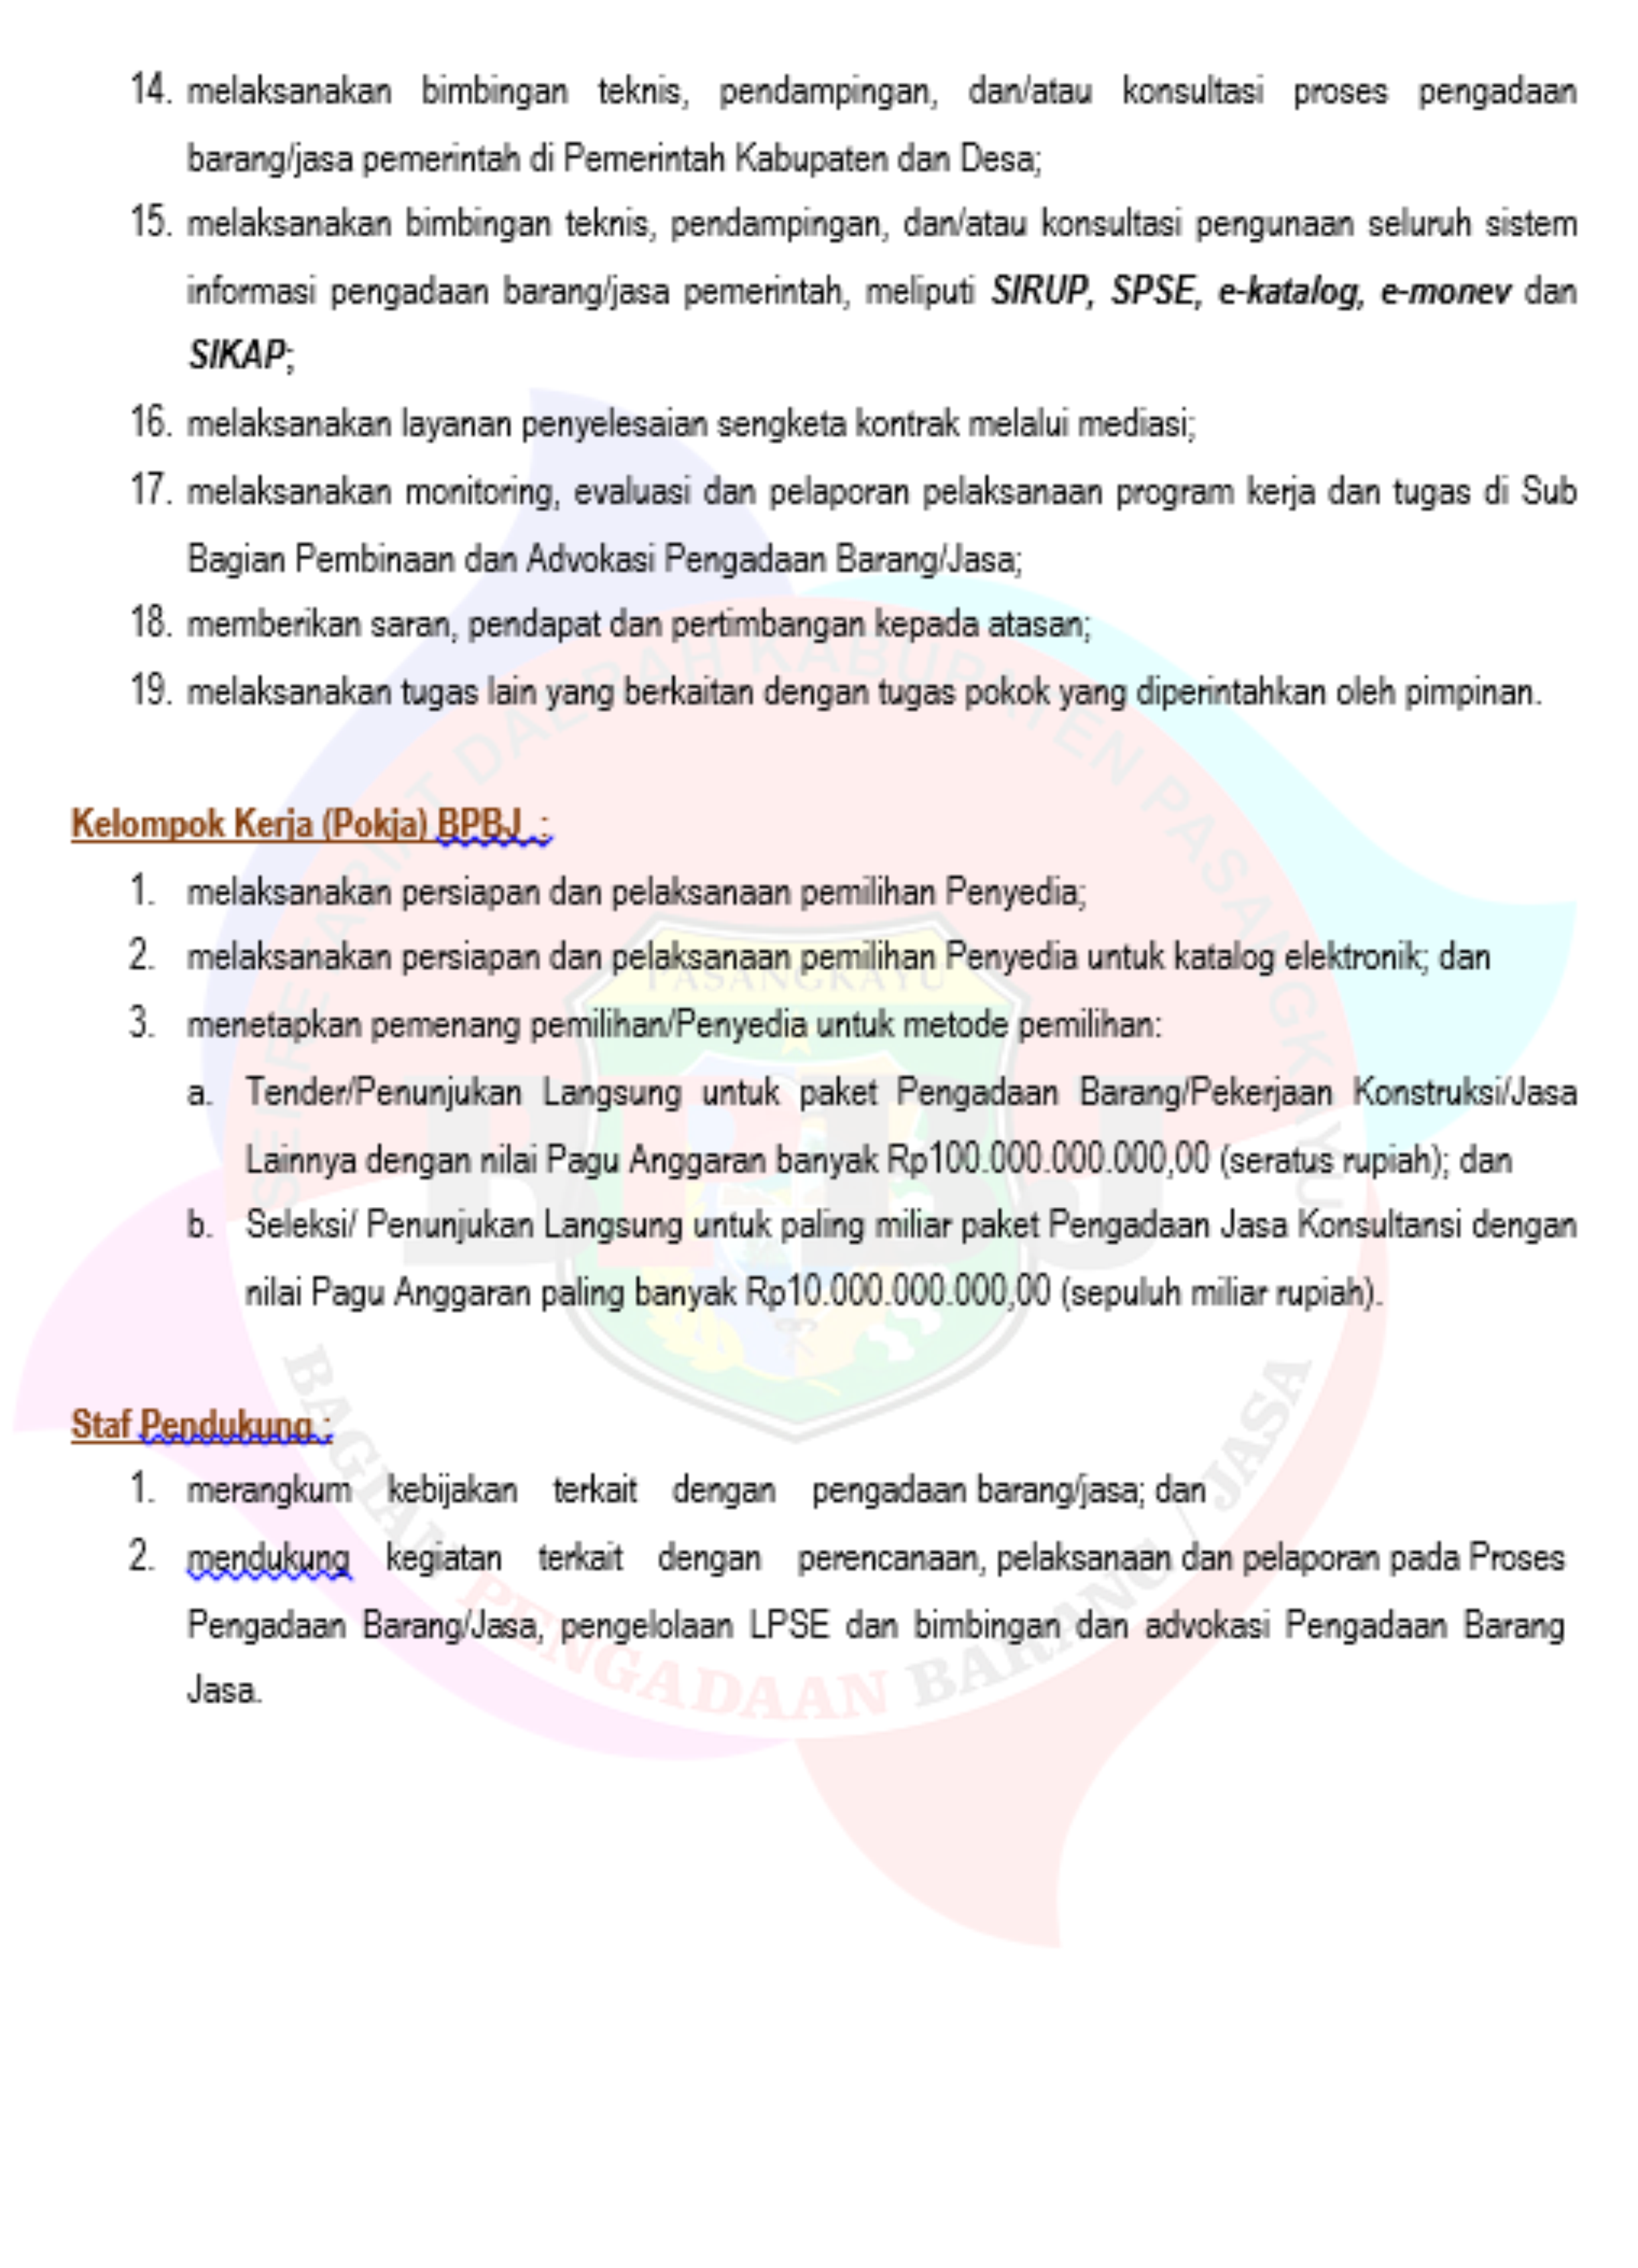 14. melaksanakan bimbingan teknis, pendampingan, dan/atau konsultasi proses pengadaan
barang/jasa pemerintah di Pemerintah Kabupaten dan Desa;
15. melaksanakan bimbingan teknis, pendampingan, dan/atau konsultasi pengunaan seluruh sistem
informasi pengadaan barang/jasa pemerintah, meliputi SIRUP, SPSE, e-katalog, e-monev dan
SIKAP;
16. melaksanakan layanan penyelesaian sengketa kontrak melalui mediasi;
17. melaksanakan monitoring, evaluasi dan pelaporan pelaksanaan program kerja dan tugas di Sub
Bagian Pembinaan dan Advokasi Pengadaan Barang/Jasa;
18. memberikan saran, pendapat dan pertimbangan kepada atasan;
19. melaksanakan tugas lain yang berkaitan dengan tugas pokok yang diperintahkan oleh pimpinan.
Kelompok Kerja (Pokja) BPBJ :
1. melaksanakan persiapan dan pelaksanaan pemilihan Penyedia;
2. melaksanakan persiapan dan pelaksanaan pemilihan Penyedia untuk katalog elektronik; dan
3. menetapkan pemenang pemilihan/Penyedia untuk metode pemilihan:
a. Tender/Penunjukan Langsung untuk paket Pengadaan Barang/Pekerjaan Konstruksi/Jasa
Lainnya dengan nilai Pagu Anggaran banyak Rp100.000.000.000,00 (seratus rupiah); dan
b. Seleksi/ Penunjukan Langsung untuk paling miliar paket Pengadaan Jasa Konsultansi dengan
nilai Pagu Anggaran paling banyak Rp10.000.000.000,00 (sepuluh miliar rupiah).
Staf Pendukung :
1. merangkum kebijakan terkait dengan pengadaan barang/jasa; dan
2. mendukung kegiatan terkait dengan perencanaan, pelaksanaan dan pelaporan pada Proses
Pengadaan Barang/Jasa, pengelolaan LPSE dan bimbingan dan advokasi Pengadaan Barang
Jasa.
DAERAH KABUPATEN PASANGKAYU
PASANGKAYU
BPBJ
BAGIAN PENGADAAN BARANG / JASA